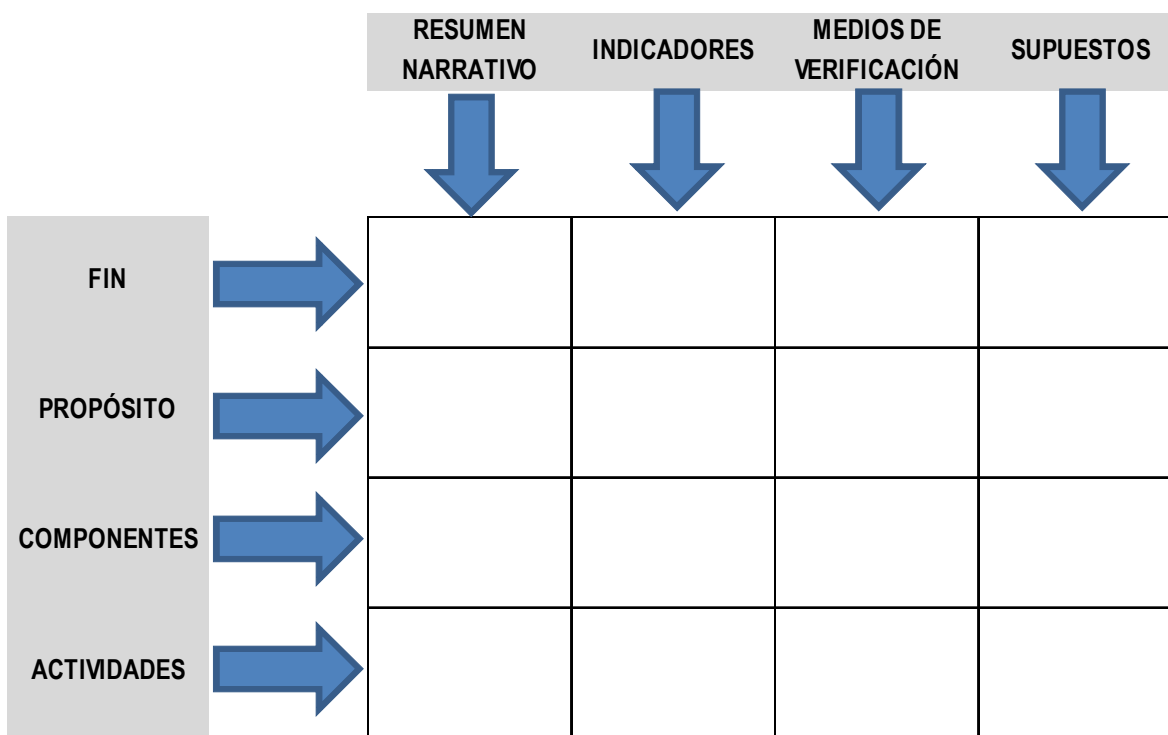 RESUMEN
NARRATIVO
INDICADORES
MEDIOS DE
VERIFICACIÓN
SUPUESTOS
FIN
PROPÓSITO
COMPONENTES
ACTIVIDADES